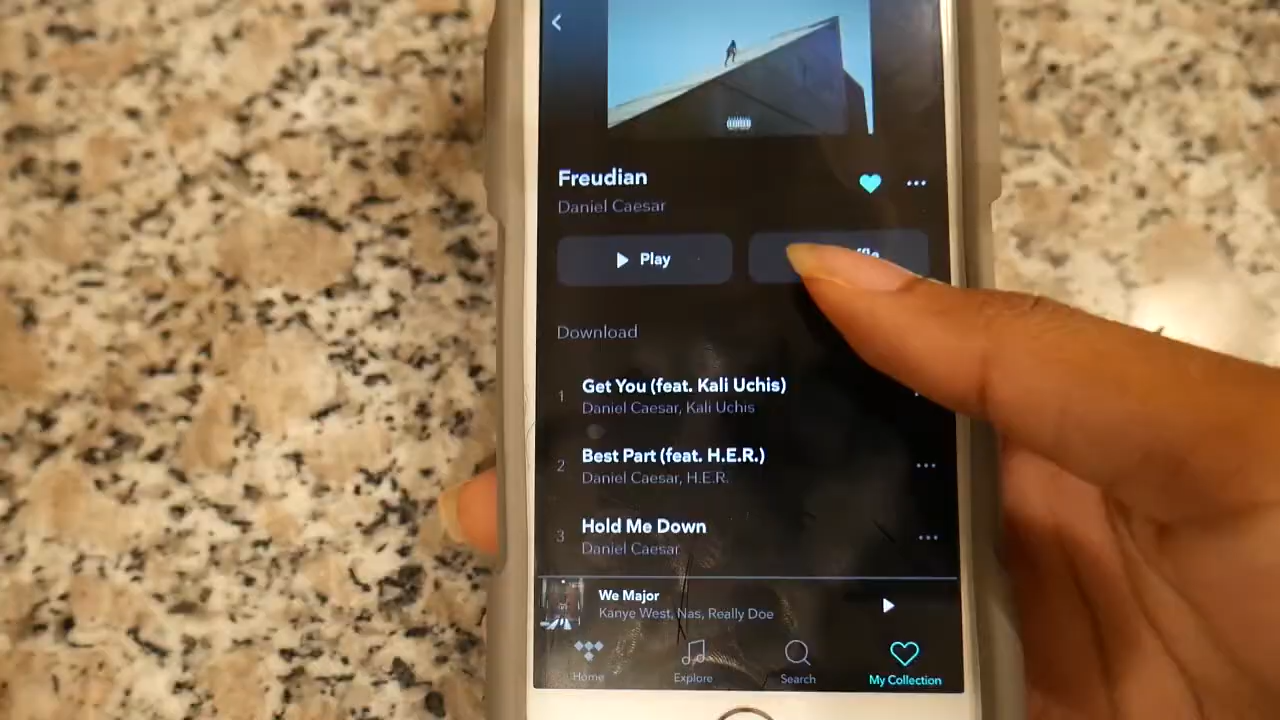 Freudian
Daniel Caesar
Play
Download
1
Get You (feat. Kali Uchis)
Daniel Caesar, Kali Uchis
2
Best Part (feat. H.E.R.)
Daniel Caesar, H.E.R.
3
Hold Me Down
Daniel Caesar
We Major
Kanye West, Nas, Really Doe
Home
Explore
Search
My Collection